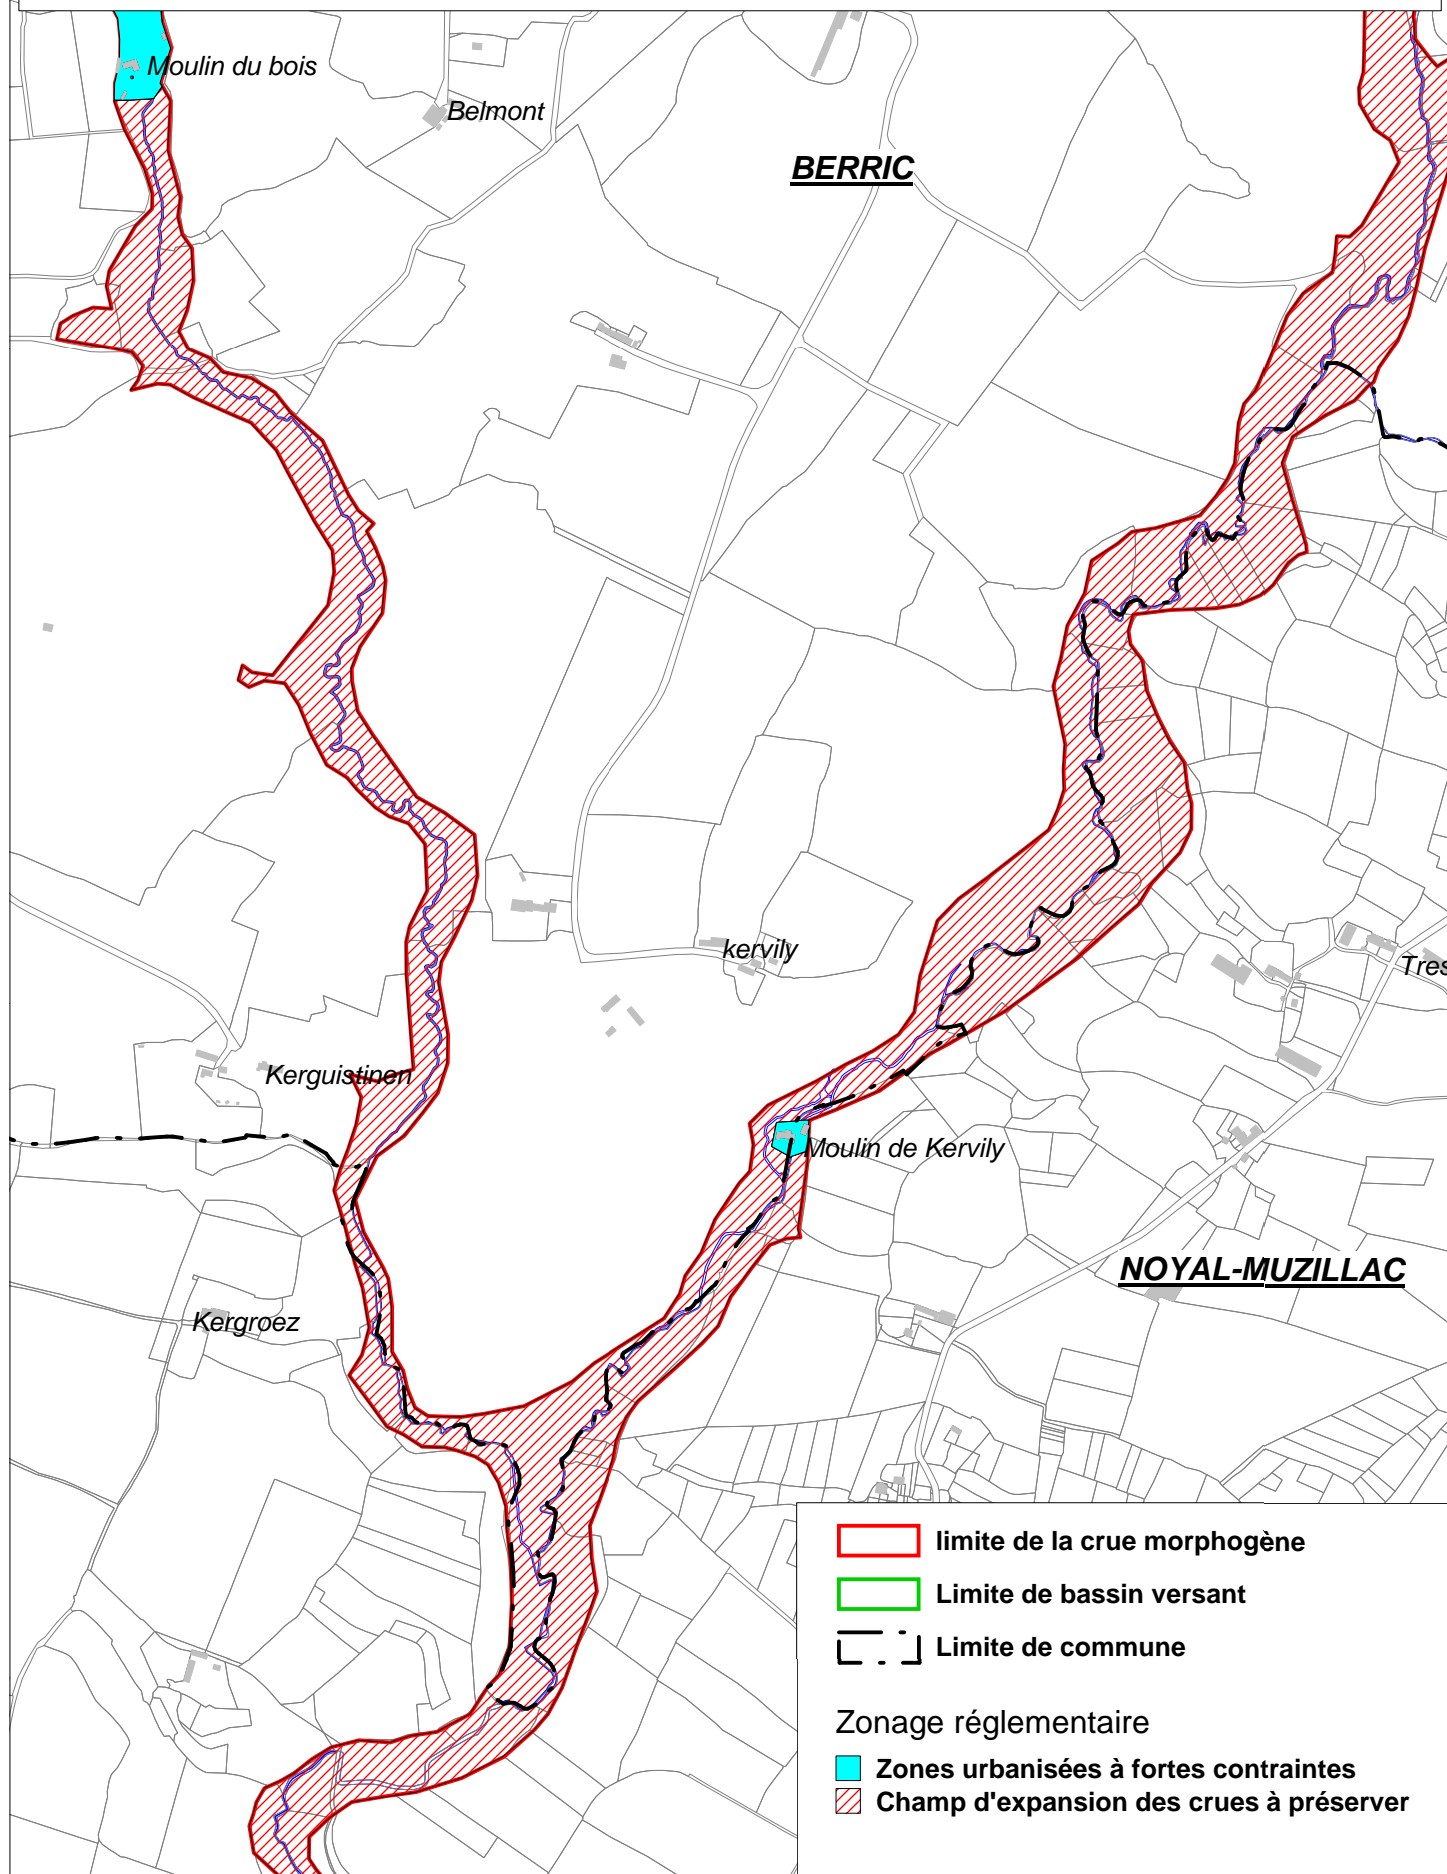 Moulin du bois
Belmont
BERRIC
kervily
Tres
Kerguistinen
Moulin de Kervily
NOYAL-MUZILLAC
Kergroez
limite de la crue morphogène
Limite de bassin versant
Limite de commune
Zonage réglementaire
Zones urbanisées à fortes contraintes
Champ d'expansion des crues à préserver